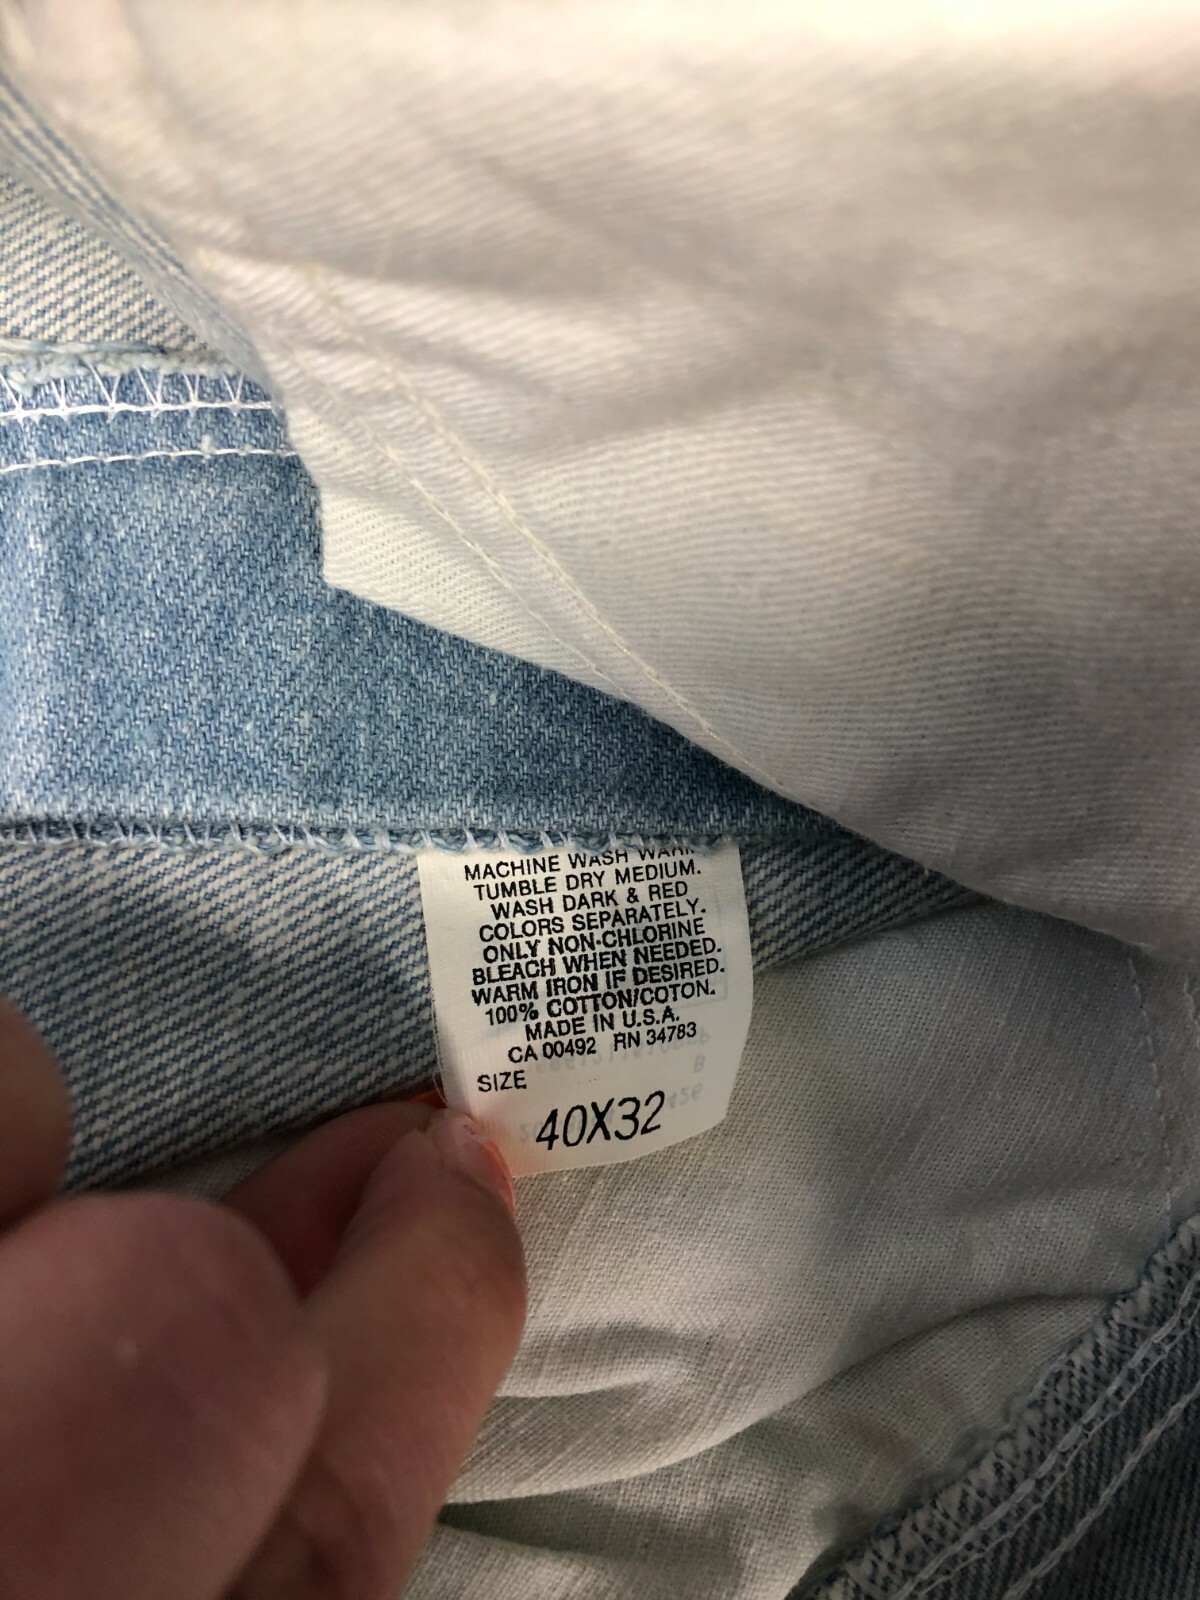 MACHINE WASH WARM.
TUMBLE DRY MEDIUM.
WASH DARK & RED
COLORS SEPARATELY.
ONLY NON-CHLORINE
BLEACH WHEN NEEDED.
WARM IRON IF DESIRED.
100% COTTON/COTON.
MADE IN U.S.A.
CA 00492 RN 34783
SIZE
40X32